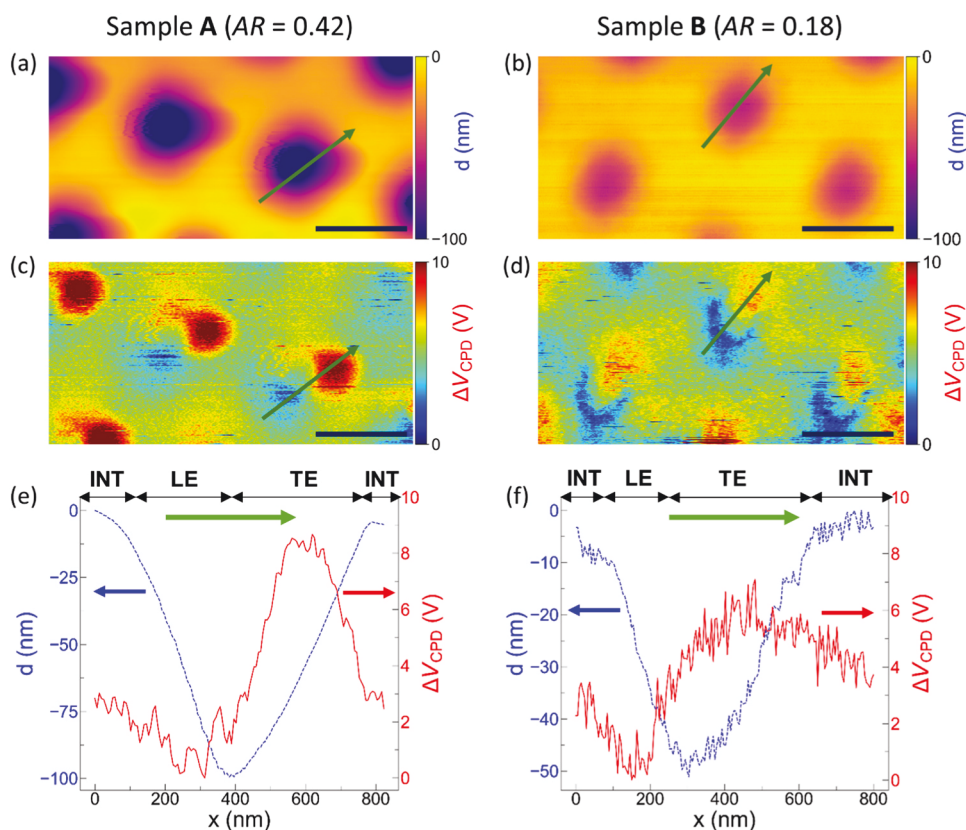 Sample A (AR = 0.42)
Sample B (AR = 0.18)
(a)
0
d (nm)
−100
(b)
0
d (nm)
−100
(c)
10
ΔVCPD (V)
0
(d)
10
ΔVCPD (V)
0
(e)
INT LE TE INT
0
−25
−50
−75
−100
d (nm)
10
8
6
4
2
0
ΔVCPD (V)
0 200 400 600 800
x (nm)
(f)
INT LE TE INT
0
−10
−20
−30
−40
−50
d (nm)
10
8
6
4
2
0
ΔVCPD (V)
0 200 400 600 800
x (nm)